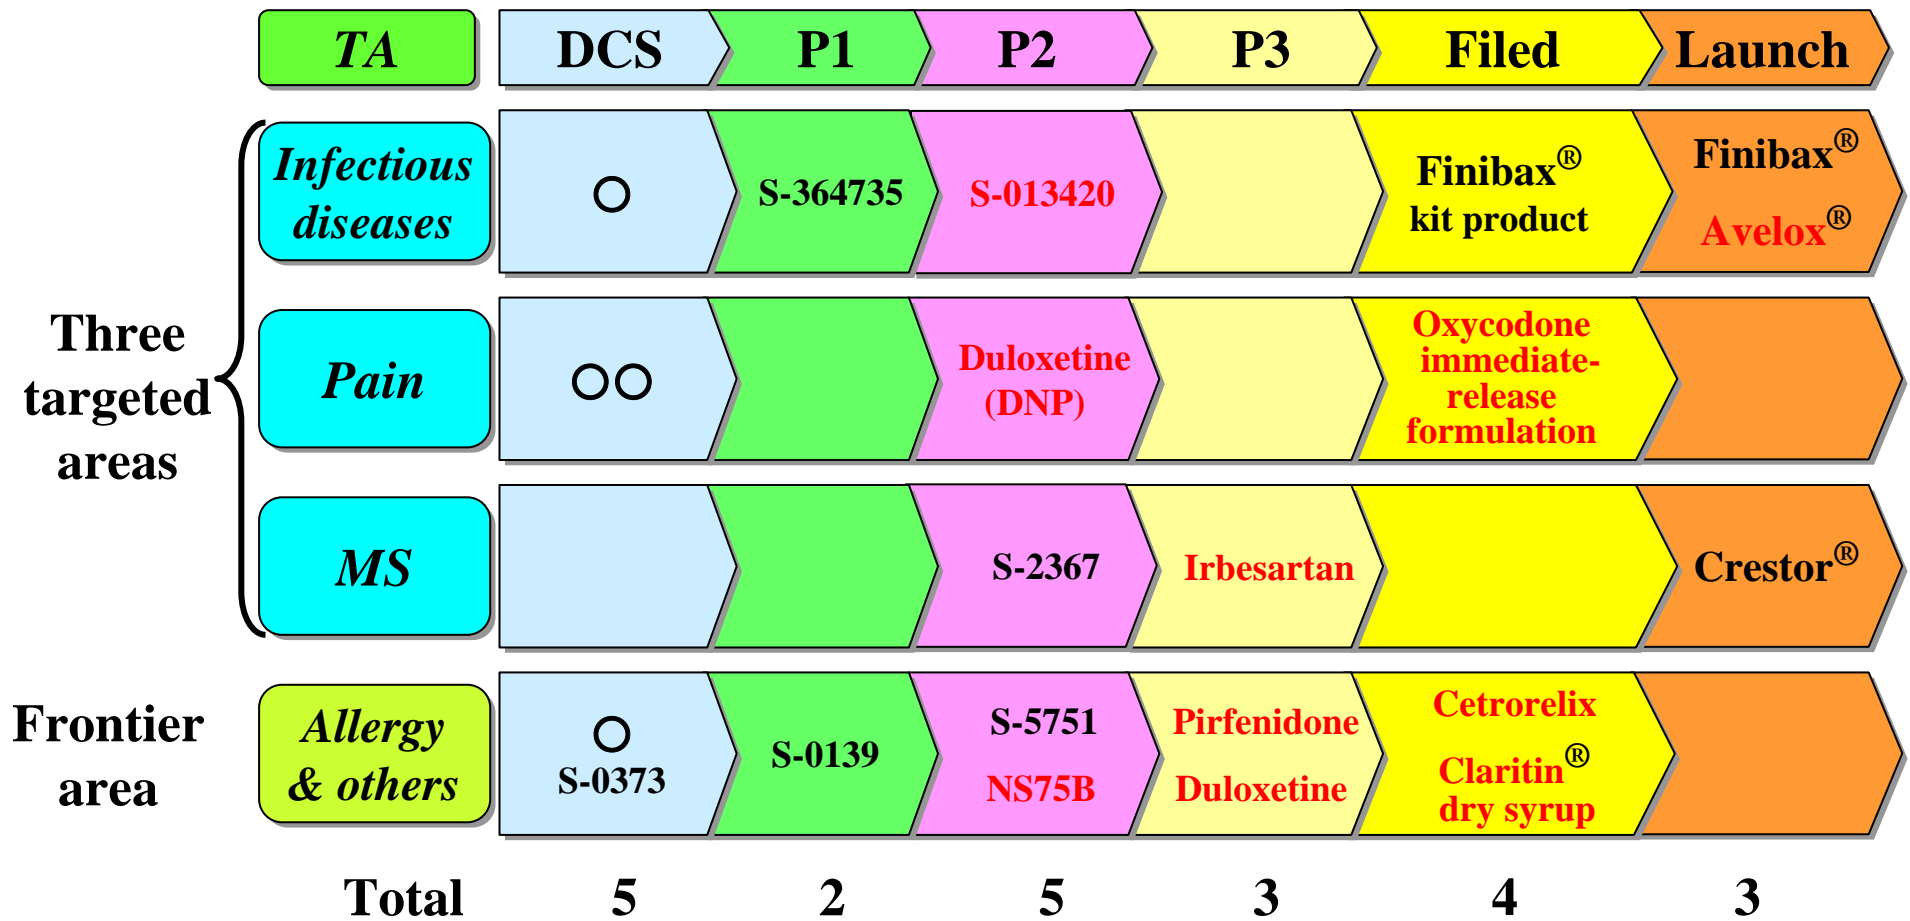 TA DCS P1 P2 P3 Filed Launch
Three
targeted
areas
Infectious
diseases
○
S-364735
S-013420
Finibax®
kit product
Finibax®
Avelox®
Pain
○○
Duloxetine
(DNP)
Oxycodone
immediate-
release
formulation
MS
S-2367
Irbesartan
Crestor®
Frontier
area
Allergy
& others
○
S-0373
S-0139
S-5751
NS75B
Pirfenidone
Duloxetine
Cetrorelix
Claritin®
dry syrup
Total 5 2 5 3 4 3